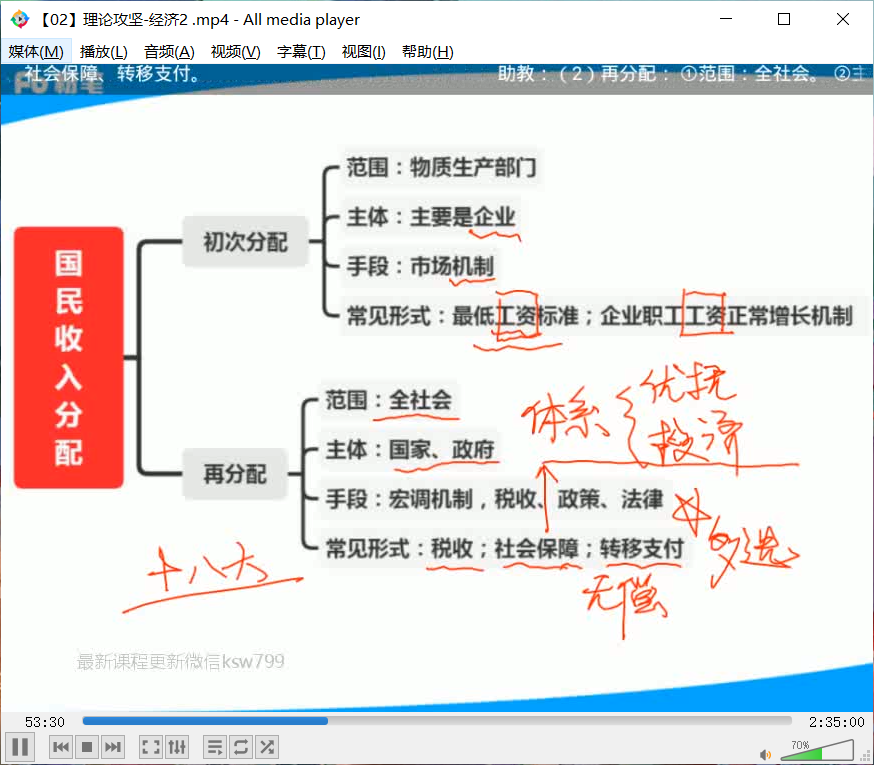 【02】理论攻坚-经济2 .mp4 - All media player
媒体(M) 播放(L) 音频(A) 视频(V) 字幕(T) 视图(I) 帮助(H)
社会保障、转移支付。 助教：（2）再分配：①范围：全社会。②主
范围：物质生产部门
主体：主要是企业
初次分配
手段：市场机制
常见形式：最低工资标准；企业职工工资正常增长机制
国民收入分配
范围：全社会
体系 优抚
救济
主体：国家、政府
再分配
手段：宏调机制，税收、政策、法律
常见形式：税收；社会保障；转移支付
多选
十八大
无偿
最新课程更新微信ksw799
53:30 2:35:00
70%